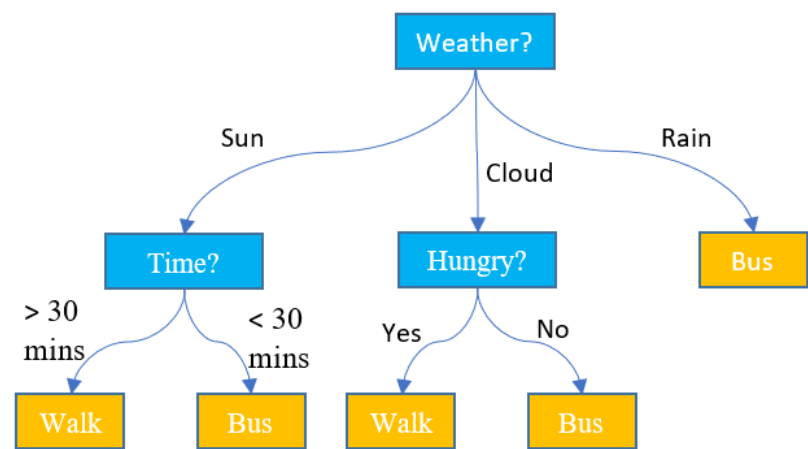 Weather?
Sun
Cloud
Rain
Time?
Hungry?
Bus
> 30
mins
< 30
mins
Yes
No
Walk
Bus
Walk
Bus